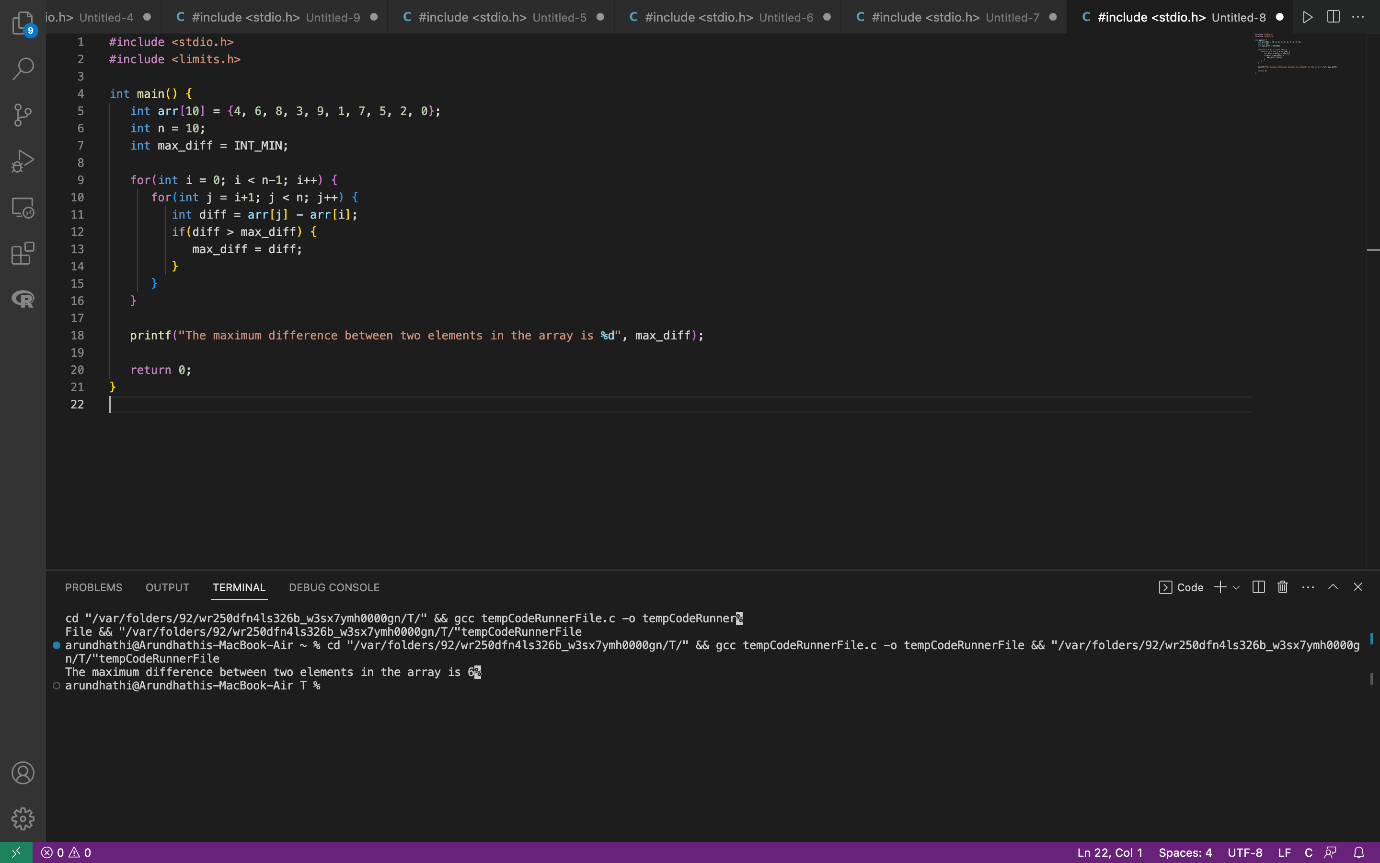 io.h> Untitled-4
C #include <stdio.h> Untitled-9
C #include <stdio.h> Untitled-5
C #include <stdio.h> Untitled-6
C #include <stdio.h> Untitled-7
C #include <stdio.h> Untitled-8
9
1 #include <stdio.h>
2 #include <limits.h>
3
4 int main() {
5 int arr[10] = {4, 6, 8, 3, 9, 1, 7, 5, 2, 0};
6 int n = 10;
7 int max_diff = INT_MIN;
8
9 for(int i = 0; i < n-1; i++) {
10 for(int j = i+1; j < n; j++) {
11 int diff = arr[j] - arr[i];
12 if(diff > max_diff) {
13 max_diff = diff;
14 }
15 }
16 }
17
18 printf("The maximum difference between two elements in the array is %d", max_diff);
19
20 return 0;
21 }
22
PROBLEMS OUTPUT TERMINAL DEBUG CONSOLE Code
cd "/var/folders/92/wr250dfn4ls326b_w3sx7ymh0000gn/T/" && gcc tempCodeRunnerFile.c -o tempCodeRunner%
File && "/var/folders/92/wr250dfn4ls326b_w3sx7ymh0000gn/T/"tempCodeRunnerFile
arundhathi@Arundhathis-MacBook-Air ~ % cd "/var/folders/92/wr250dfn4ls326b_w3sx7ymh0000gn/T/" && gcc tempCodeRunnerFile.c -o tempCodeRunnerFile && "/var/folders/92/wr250dfn4ls326b_w3sx7ymh0000g
n/T/"tempCodeRunnerFile
The maximum difference between two elements in the array is 6%
arundhathi@Arundhathis-MacBook-Air T %
0 0 Ln 22, Col 1 Spaces: 4 UTF-8 LF C